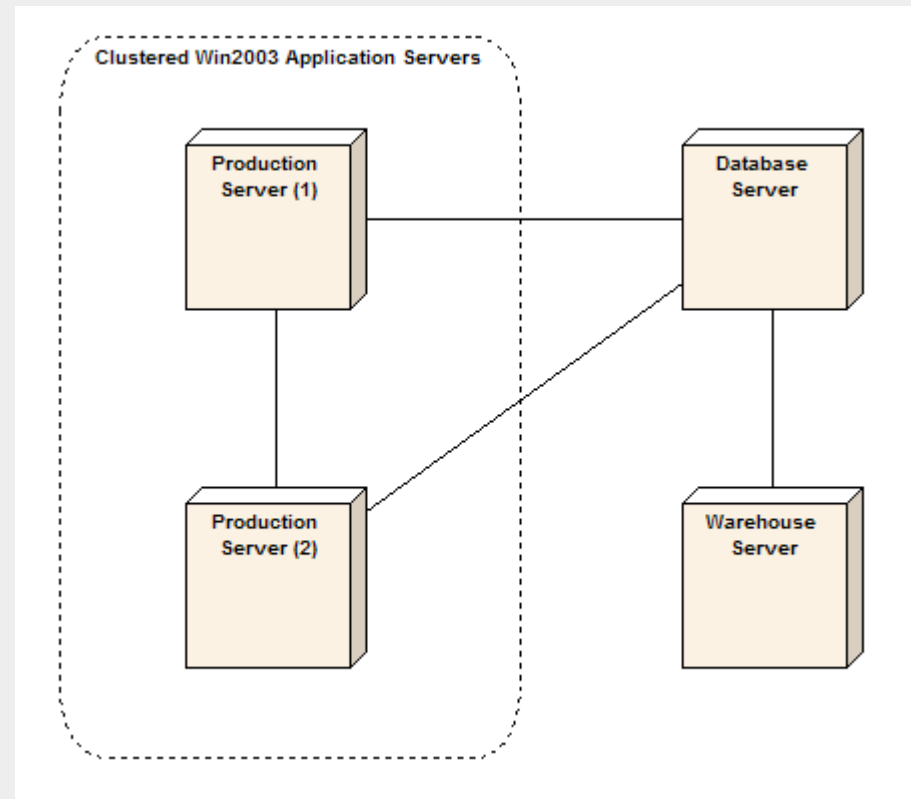 Clustered Win2003 Application Servers
Production
Server (1)
Database
Server
Production
Server (2)
Warehouse
Server